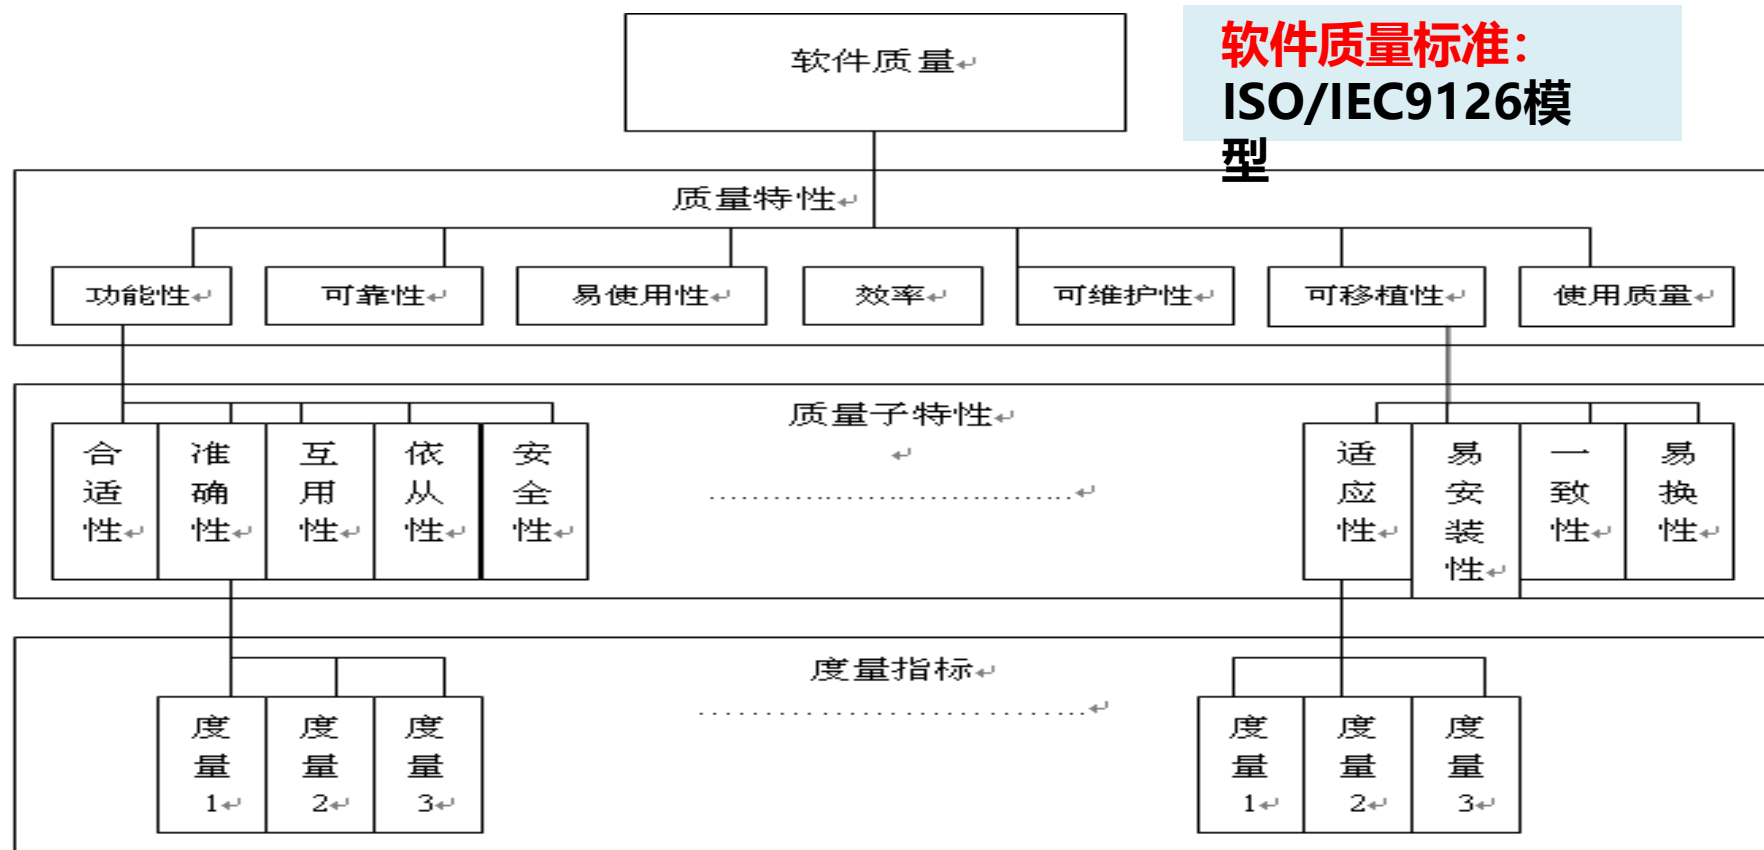 软件质量
软件质量标准：
ISO/IEC9126模
型
质量特性
功能性
可靠性
易使用性
效率
可维护性
可移植性
使用质量
质量子特性
合适性
准确性
互用性
依从性
安全性
适应性
易安装性
一致性
易换性
度量指标
度量1
度量2
度量3
度量1
度量2
度量3